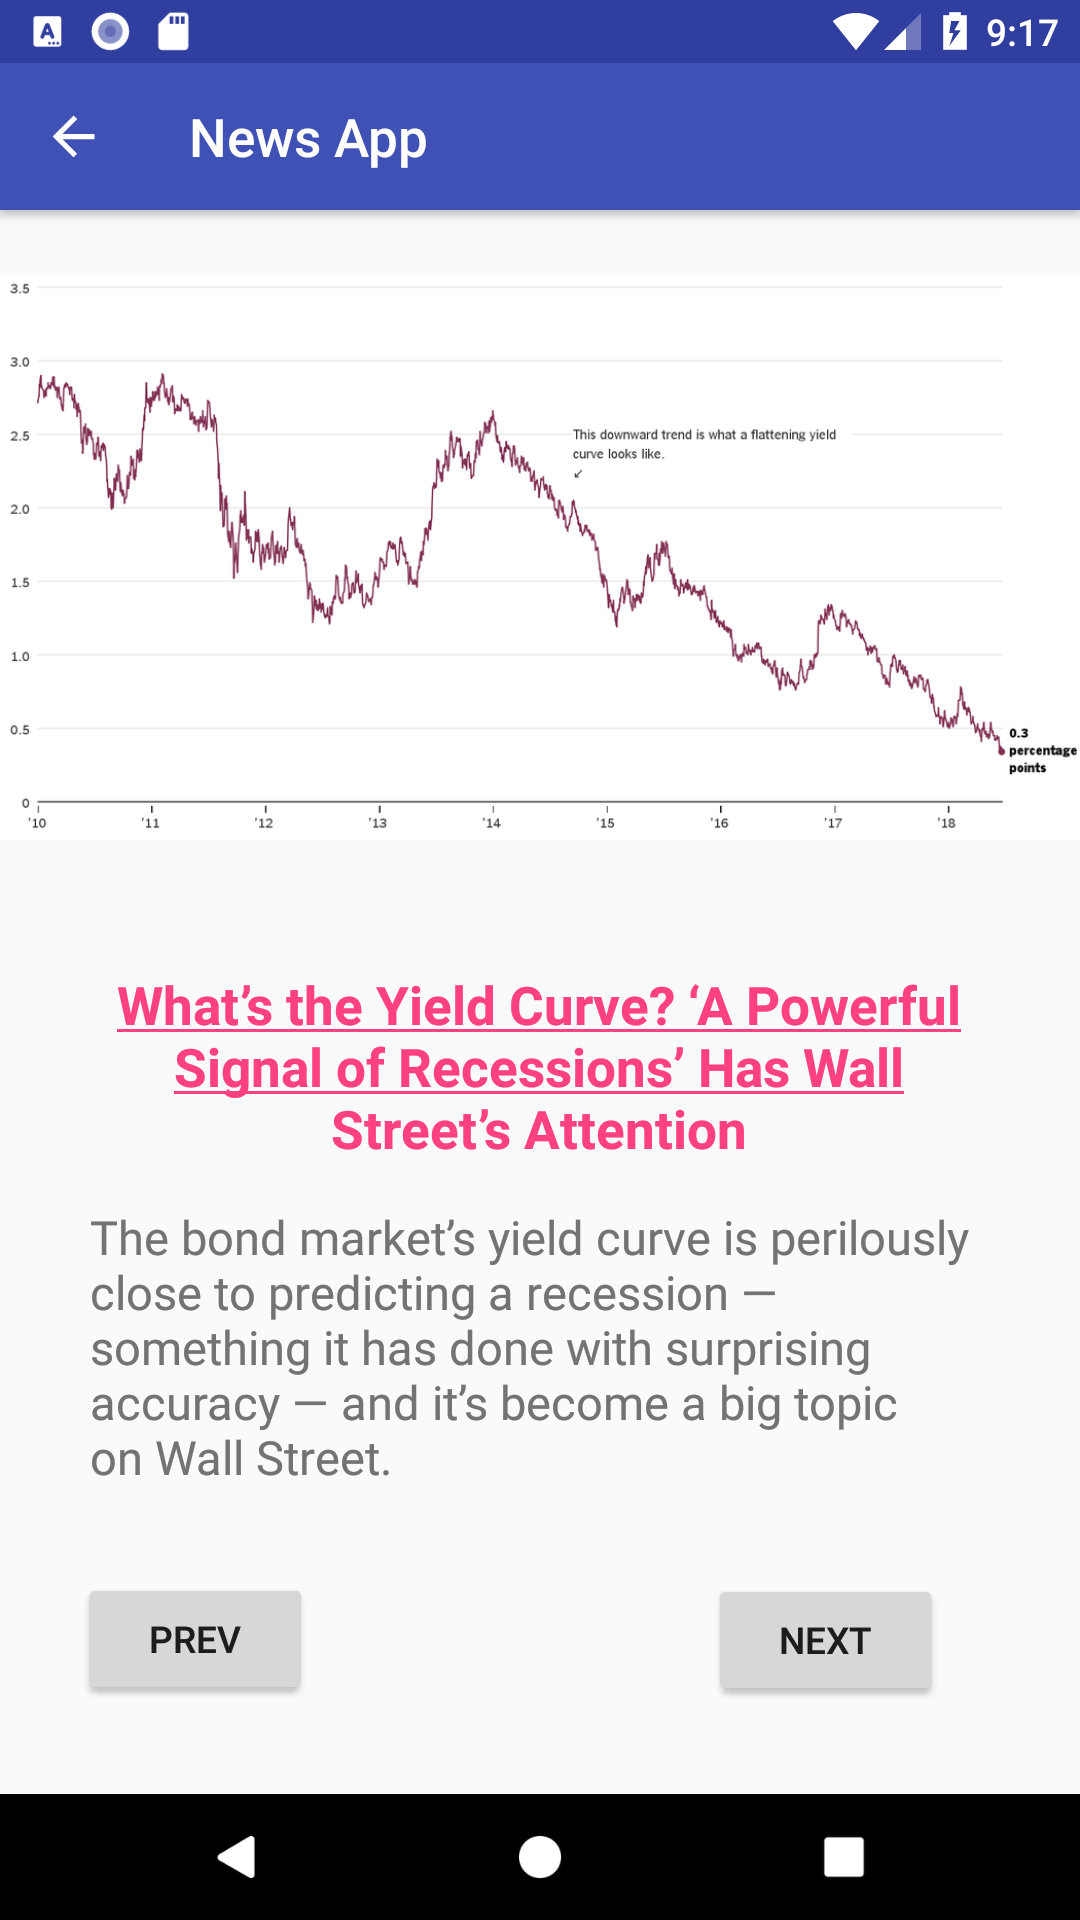 9:17
News App
3.5
3.0
This downward trend is what a flattening yield
2.5
curve looks like.
2.0
1.5
1.0
0.5
0.3
percentage
points
0
'10 '11 '12 '13 '14 '15 '16 '17 '18
What’s the Yield Curve? ‘A Powerful
Signal of Recessions’ Has Wall
Street’s Attention
The bond market’s yield curve is perilously
close to predicting a recession —
something it has done with surprising
accuracy — and it’s become a big topic
on Wall Street.
PREV NEXT